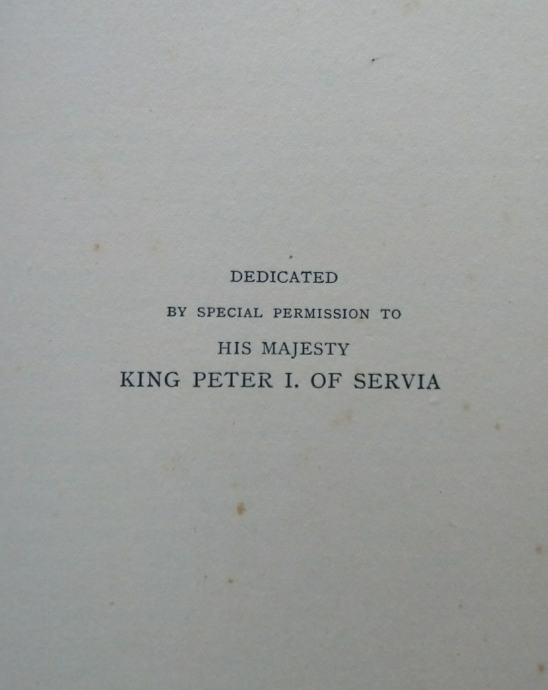 DEDICATED
BY SPECIAL PERMISSION TO
HIS MAJESTY
KING PETER I. OF SERVIA